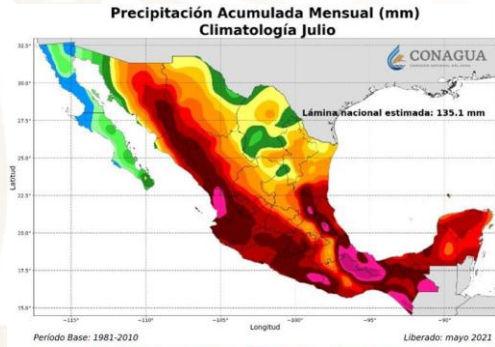 Precipitación Acumulada Mensual (mm)
Climatología Julio
CONAGUA
Lámina nacional estimada: 135.1 mm
Latitud
32.5°
30.0°
27.5°
25.0°
22.5°
20.0°
17.5°
15.0°
−115°
−110°
−105°
−100°
−95°
−90°
Longitud
Período Base: 1981-2010
Liberado: mayo 2021